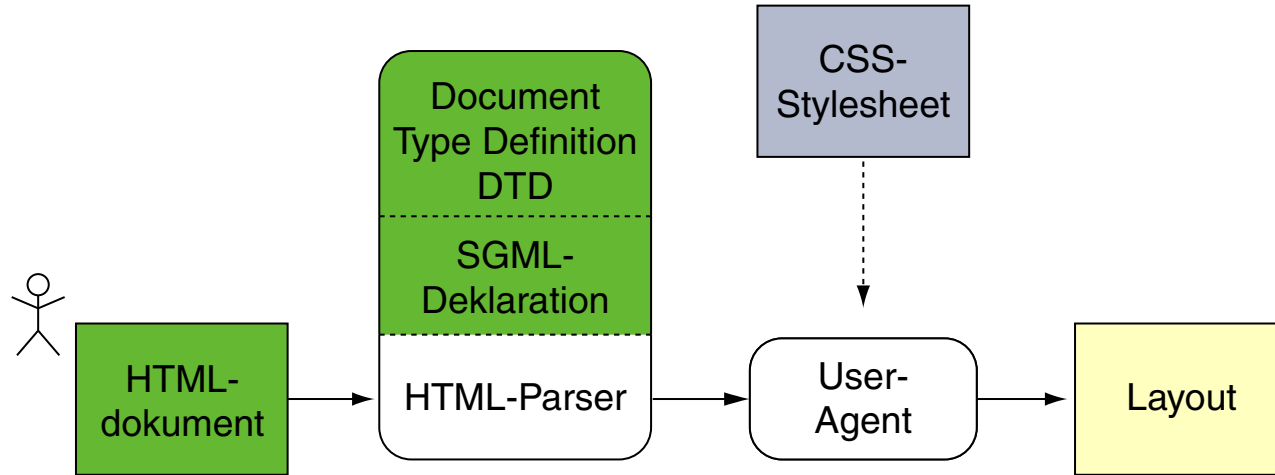 Document
Type Definition
DTD
SGML-
Deklaration
HTML-Parser
CSS-
Stylesheet
HTML-
dokument
User-
Agent
Layout